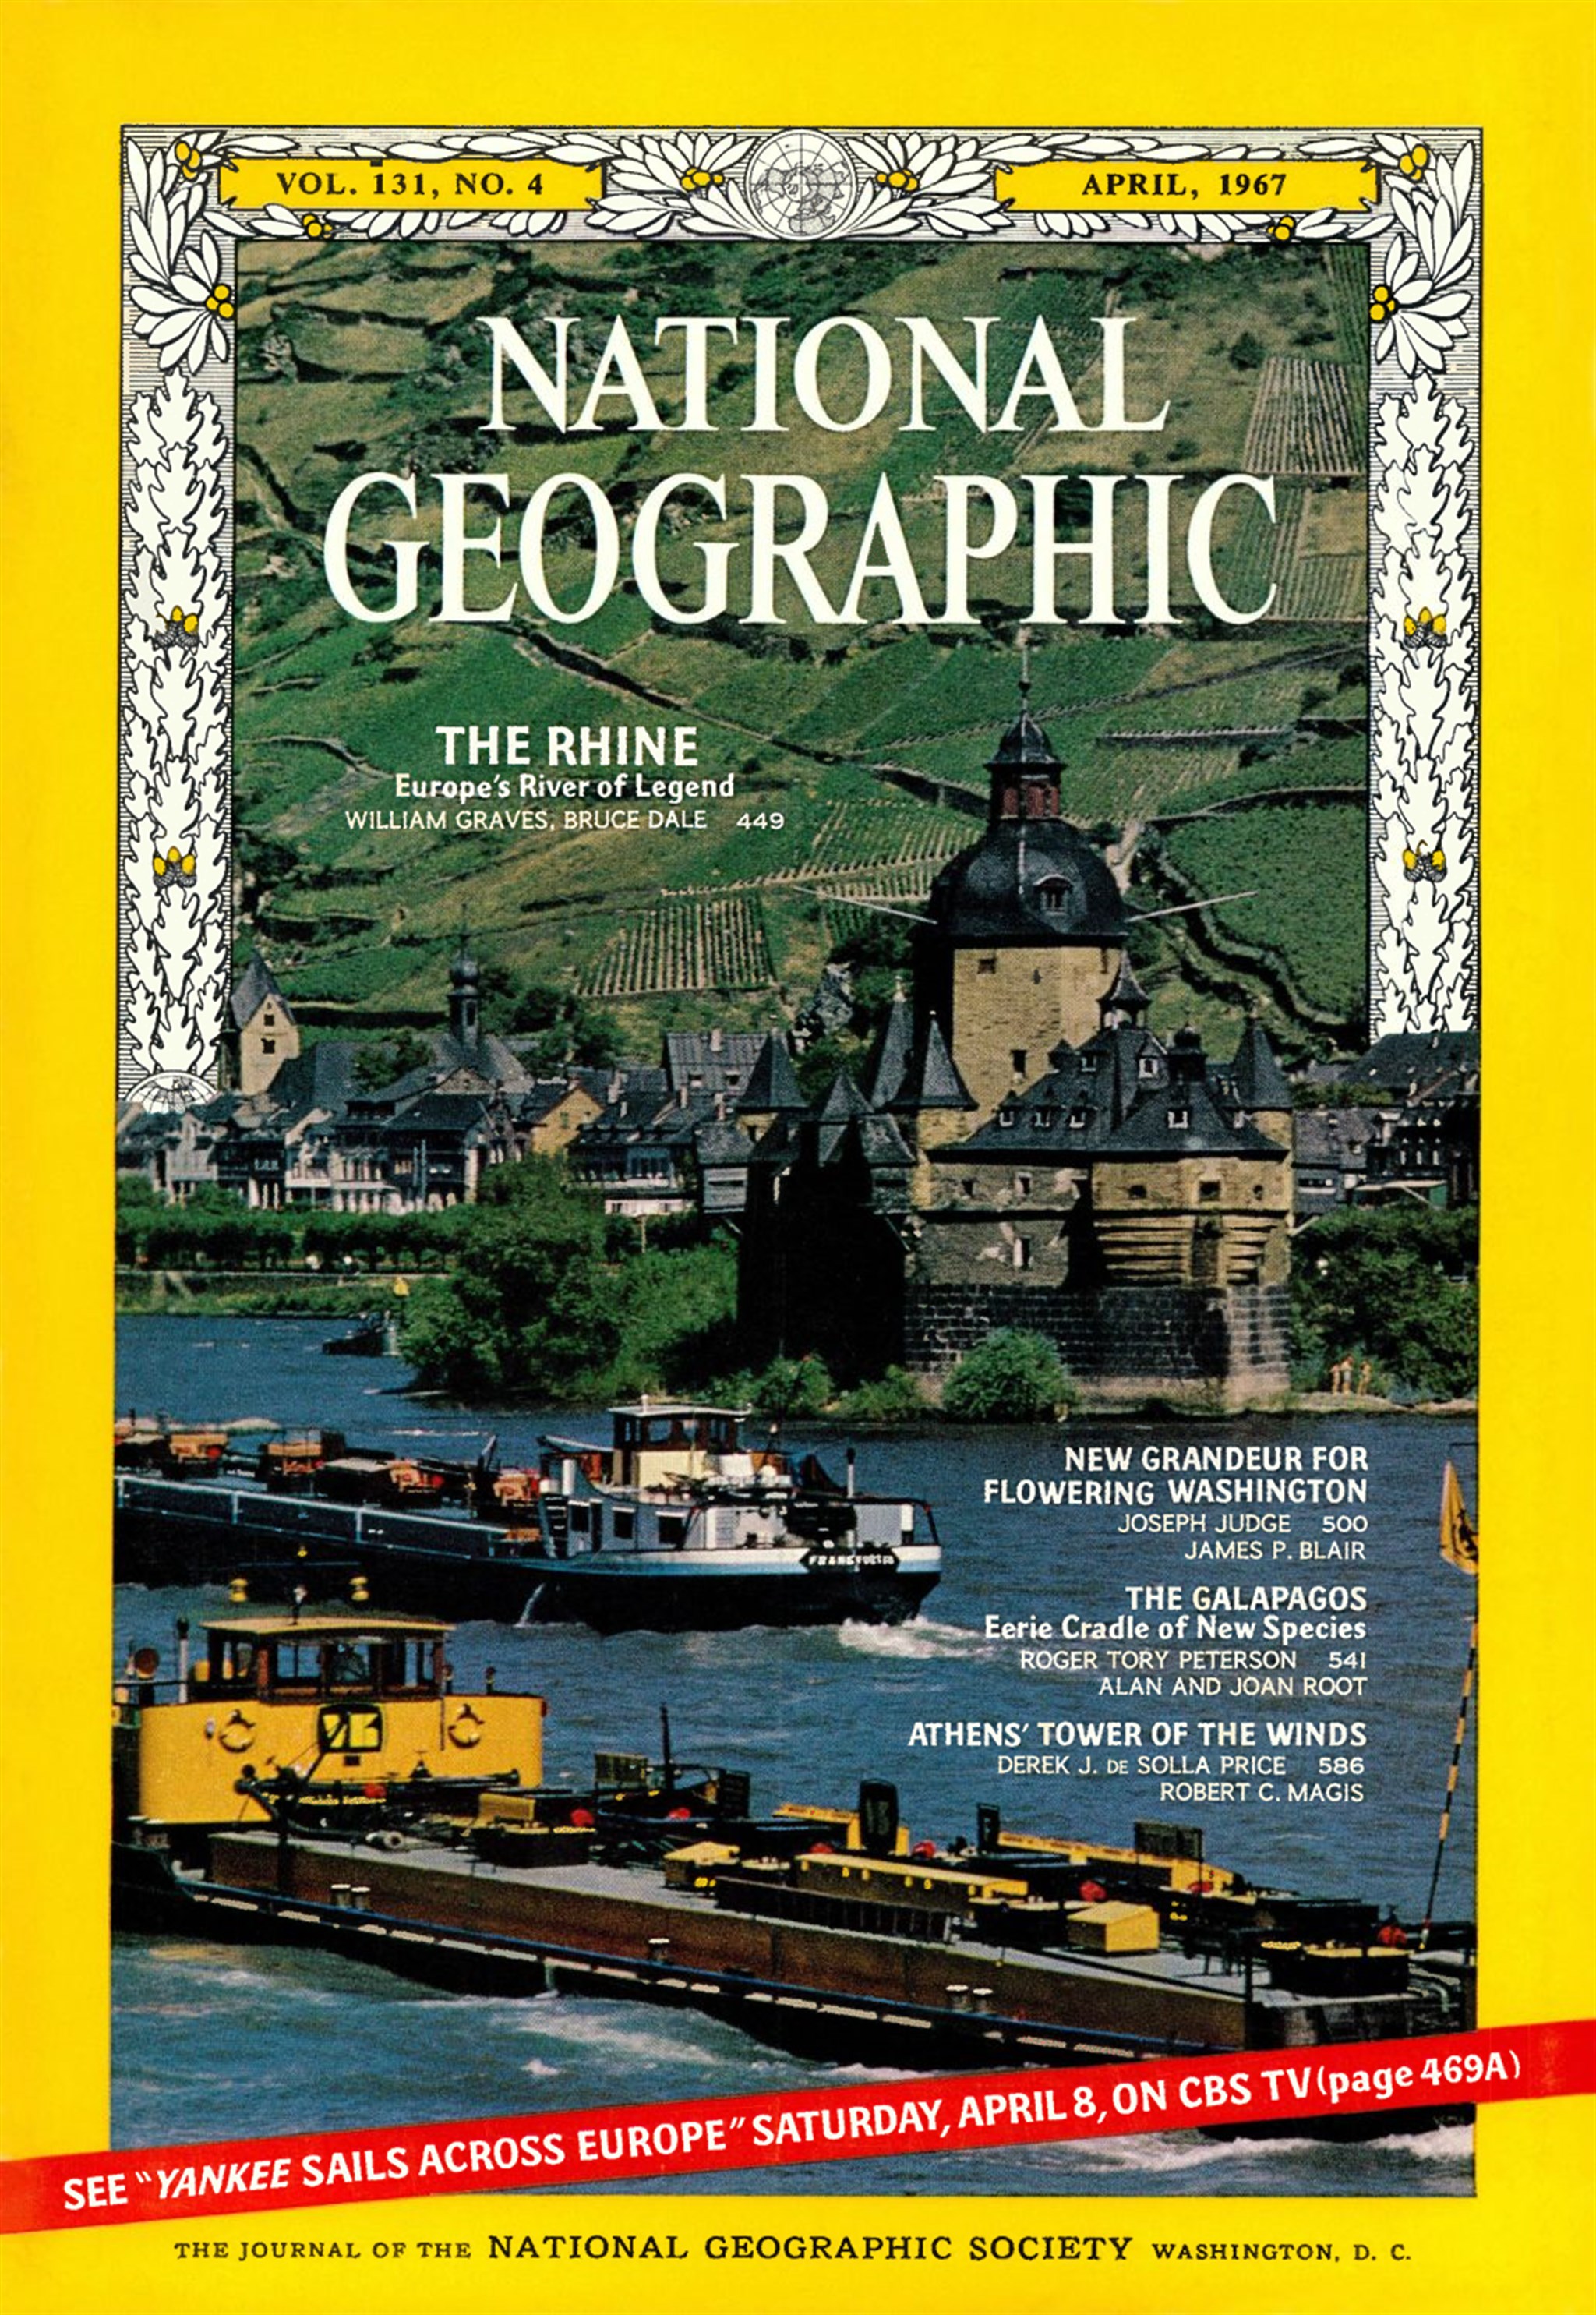 VOL. 131, NO. 4
APRIL, 1967
NATIONAL
GEOGRAPHIC
THE RHINE
Europe's River of Legend
WILLIAM GRAVES, BRUCE DALE 449
NEW GRANDEUR FOR
FLOWERING WASHINGTON
JOSEPH JUDGE 500
JAMES P. BLAIR
THE GALAPAGOS
Eerie Cradle of New Species
ROGER TORY PETERSON 541
ALAN AND JOAN ROOT
ATHENS' TOWER OF THE WINDS
DEREK J. DE SOLLA PRICE 586
ROBERT C. MAGIS
SEE "YANKEE SAILS ACROSS EUROPE" SATURDAY, APRIL 8, ON CBS TV (page 469A)
THE JOURNAL OF THE NATIONAL GEOGRAPHIC SOCIETY WASHINGTON, D. C.